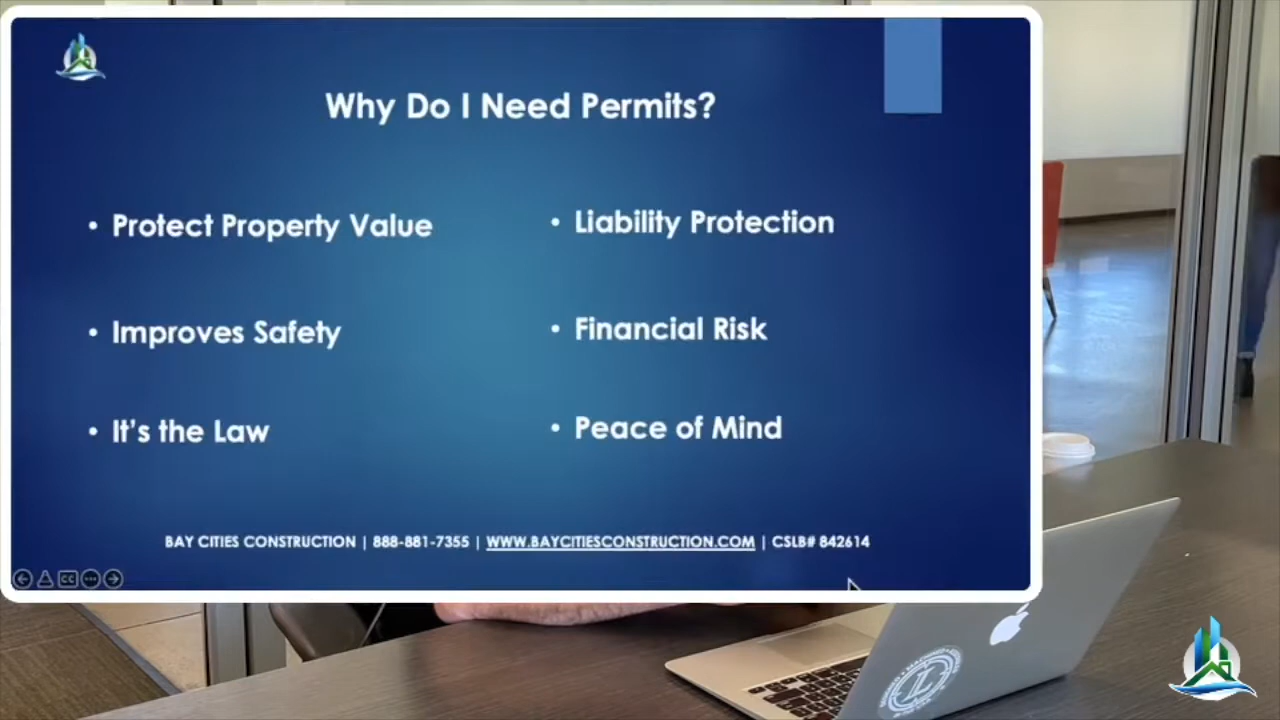 Why Do I Need Permits?
• Protect Property Value
• Improves Safety
• It's the Law
• Liability Protection
• Financial Risk
• Peace of Mind
BAY CITIES CONSTRUCTION | 888-881-7355 | WWW.BAYCITIESCONSTRUCTION.COM | CSLB# 842614
CC
L